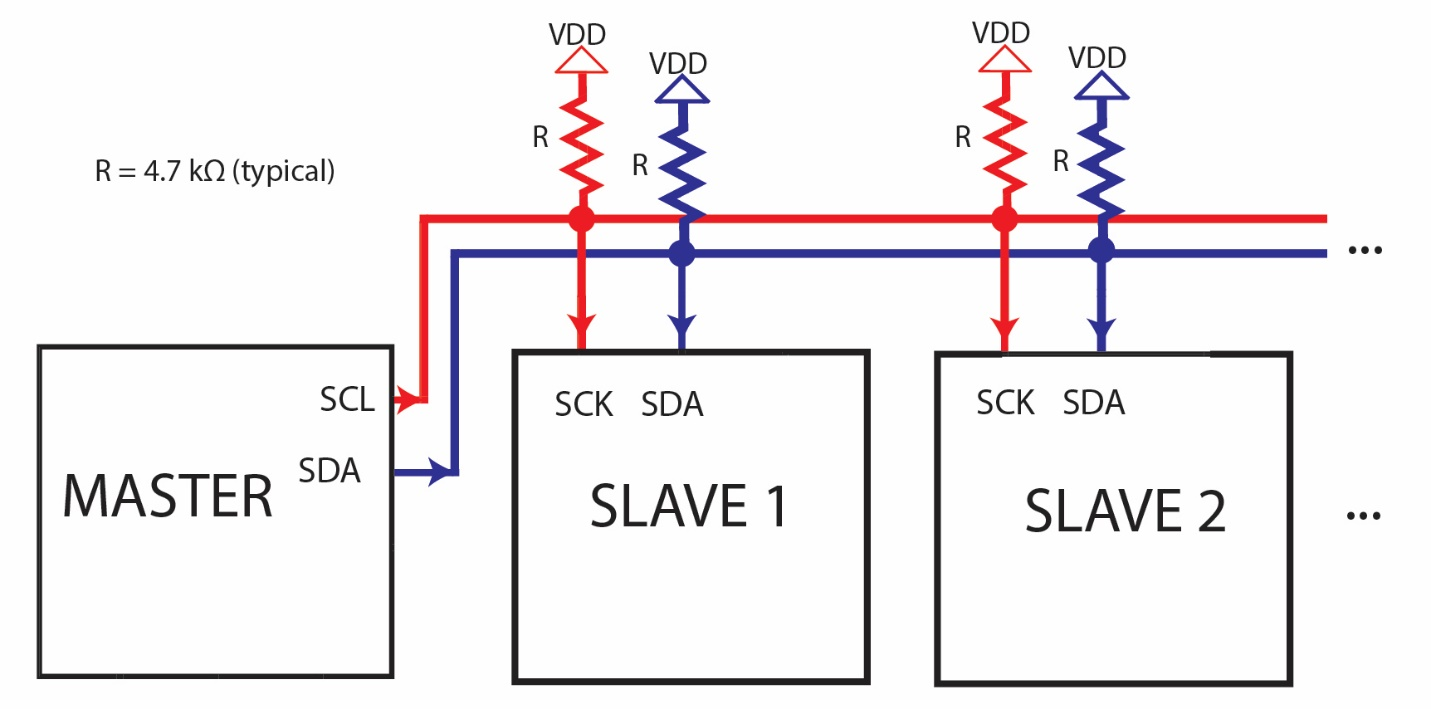 VDD
VDD
VDD
VDD
R
R
R
R
R = 4.7 kΩ (typical)
...
SCL
SDA
MASTER
SCK SDA
SLAVE 1
SCK SDA
SLAVE 2
...